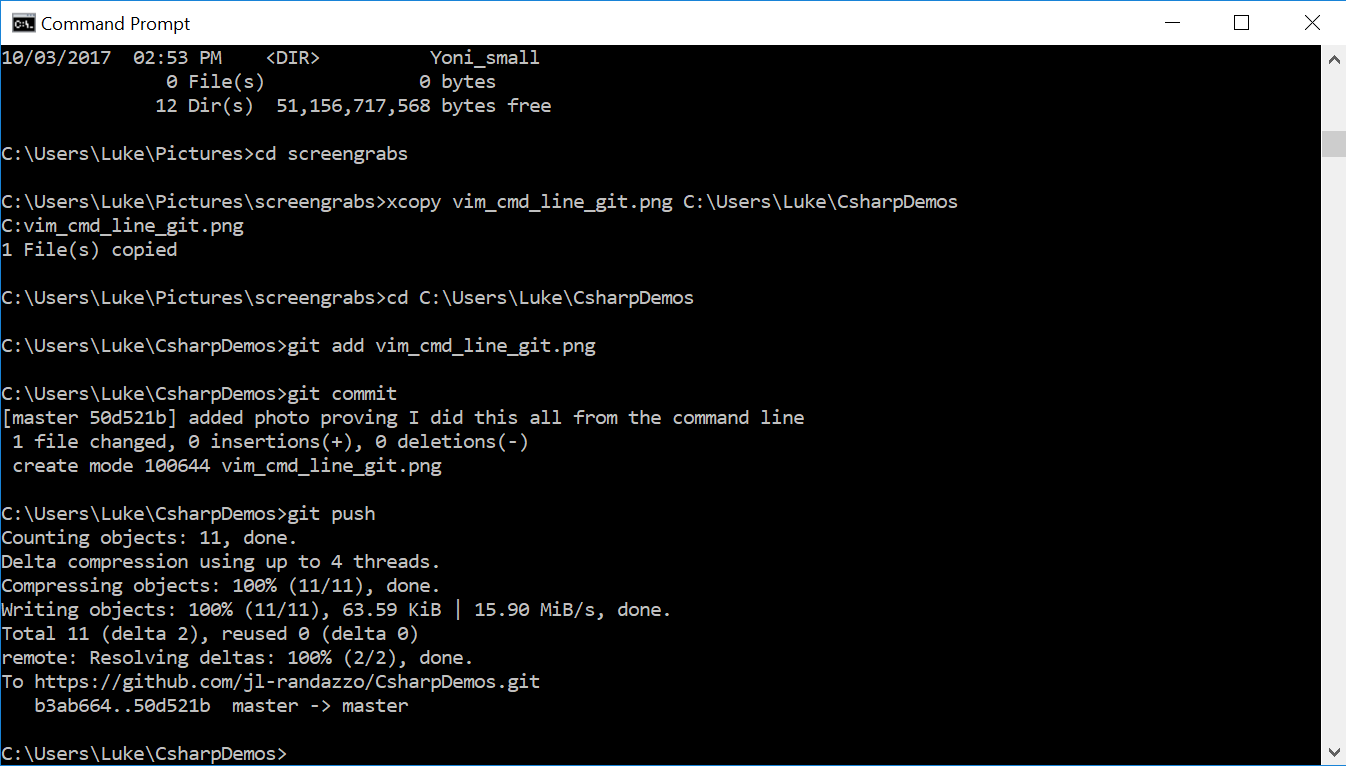 Command Prompt
10/03/2017  02:53 PM    <DIR>          Yoni_small
               0 File(s)              0 bytes
              12 Dir(s)  51,156,717,568 bytes free
C:\Users\Luke\Pictures>cd screengrabs
C:\Users\Luke\Pictures\screengrabs>xcopy vim_cmd_line_git.png C:\Users\Luke\CsharpDemos
C:vim_cmd_line_git.png
1 File(s) copied
C:\Users\Luke\Pictures\screengrabs>cd C:\Users\Luke\CsharpDemos
C:\Users\Luke\CsharpDemos>git add vim_cmd_line_git.png
C:\Users\Luke\CsharpDemos>git commit
[master 50d521b] added photo proving I did this all from the command line
 1 file changed, 0 insertions(+), 0 deletions(-)
 create mode 100644 vim_cmd_line_git.png
C:\Users\Luke\CsharpDemos>git push
Counting objects: 11, done.
Delta compression using up to 4 threads.
Compressing objects: 100% (11/11), done.
Writing objects: 100% (11/11), 63.59 KiB | 15.90 MiB/s, done.
Total 11 (delta 2), reused 0 (delta 0)
remote: Resolving deltas: 100% (2/2), done.
To https://github.com/jl-randazzo/CsharpDemos.git
   b3ab664..50d521b  master -> master
C:\Users\Luke\CsharpDemos>